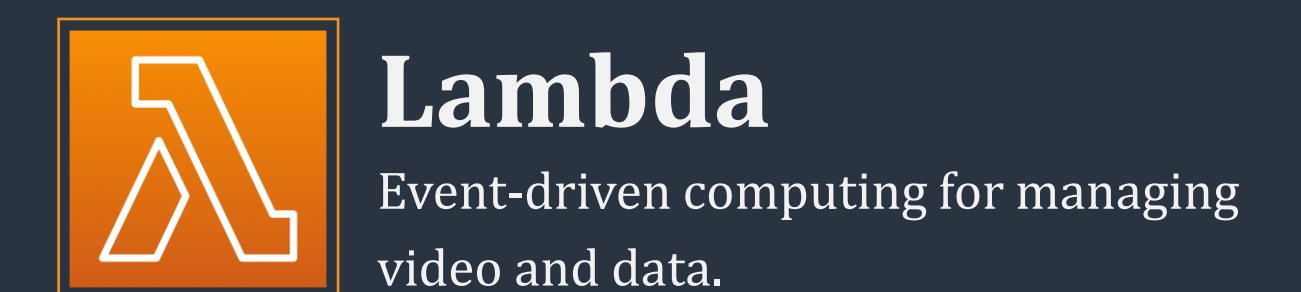 Lambda
Event-driven computing for managing
video and data.